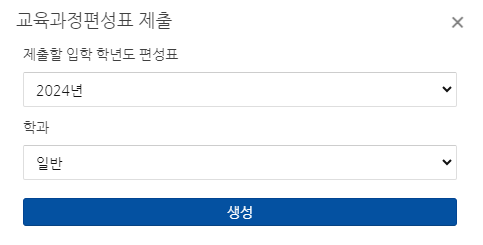 교육과정편성표 제출
제출할 입학 학년도 편성표
2024년
학과
일반
생성